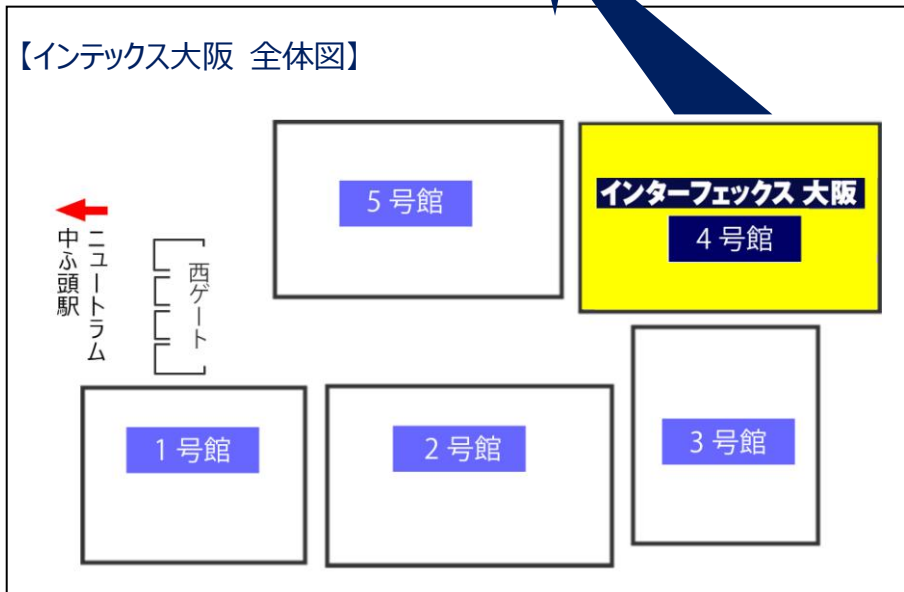 【インテックス大阪 全体図】
5 号館
インターフェックス 大阪
4 号館
ニュートラム
中ふ頭駅
西ゲート
1 号館
2 号館
3 号館